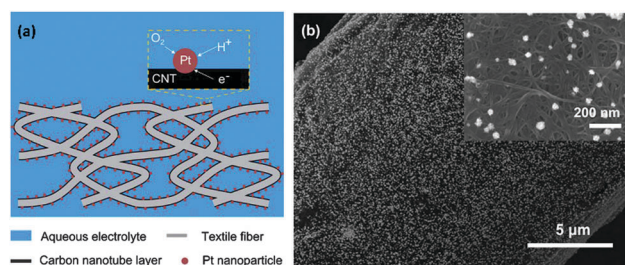 (a)
O₂
H⁺
Pt
CNT
e⁻
Aqueous electrolyte
Textile fiber
Carbon nanotube layer
Pt nanoparticle
(b)
200 nm
5 μm